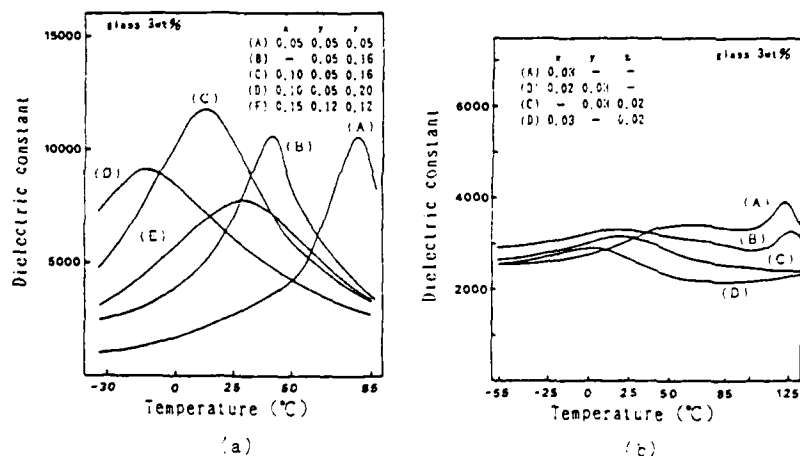 glass 3wt%
x y z
(A) 0.05 0.05 0.05
(B) — 0.05 0.16
(C) 0.10 0.05 0.16
(D) 0.10 0.05 0.20
(E) 0.15 0.12 0.12
15000
10000
5000
Dielectric constant
(A)
(B)
(C)
(D)
(E)
-30 0 25 50 85
Temperature (°C)
(a)
glass 3wt%
x y z
(A) 0.03 — —
0.02 0.03 —
(C) — 0.03 0.02
(D) 0.03 — 0.02
6000
4000
2000
Dielectric constant
(A)
(B)
(C)
(D)
-55 -25 0 25 50 85 125
Temperature (°C)